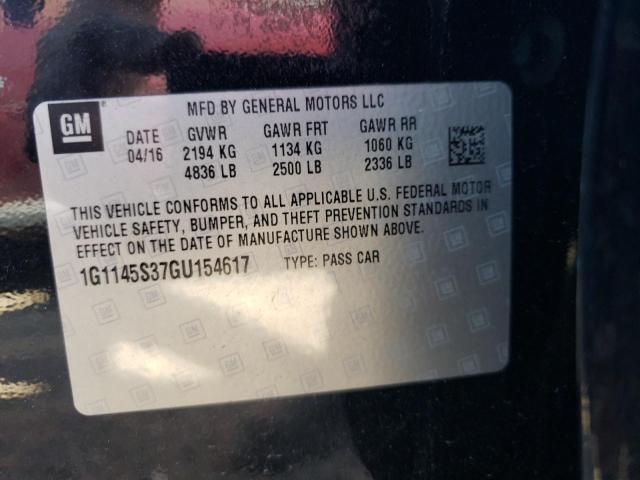 GM
MFD BY GENERAL MOTORS LLC
DATE GVWR GAWR FRT GAWR RR
04/16 2194 KG 1134 KG 1060 KG
4836 LB 2500 LB 2336 LB
THIS VEHICLE CONFORMS TO ALL APPLICABLE U.S. FEDERAL MOTOR
VEHICLE SAFETY, BUMPER, AND THEFT PREVENTION STANDARDS IN
EFFECT ON THE DATE OF MANUFACTURE SHOWN ABOVE.
1G1145S37GU154617 TYPE: PASS CAR